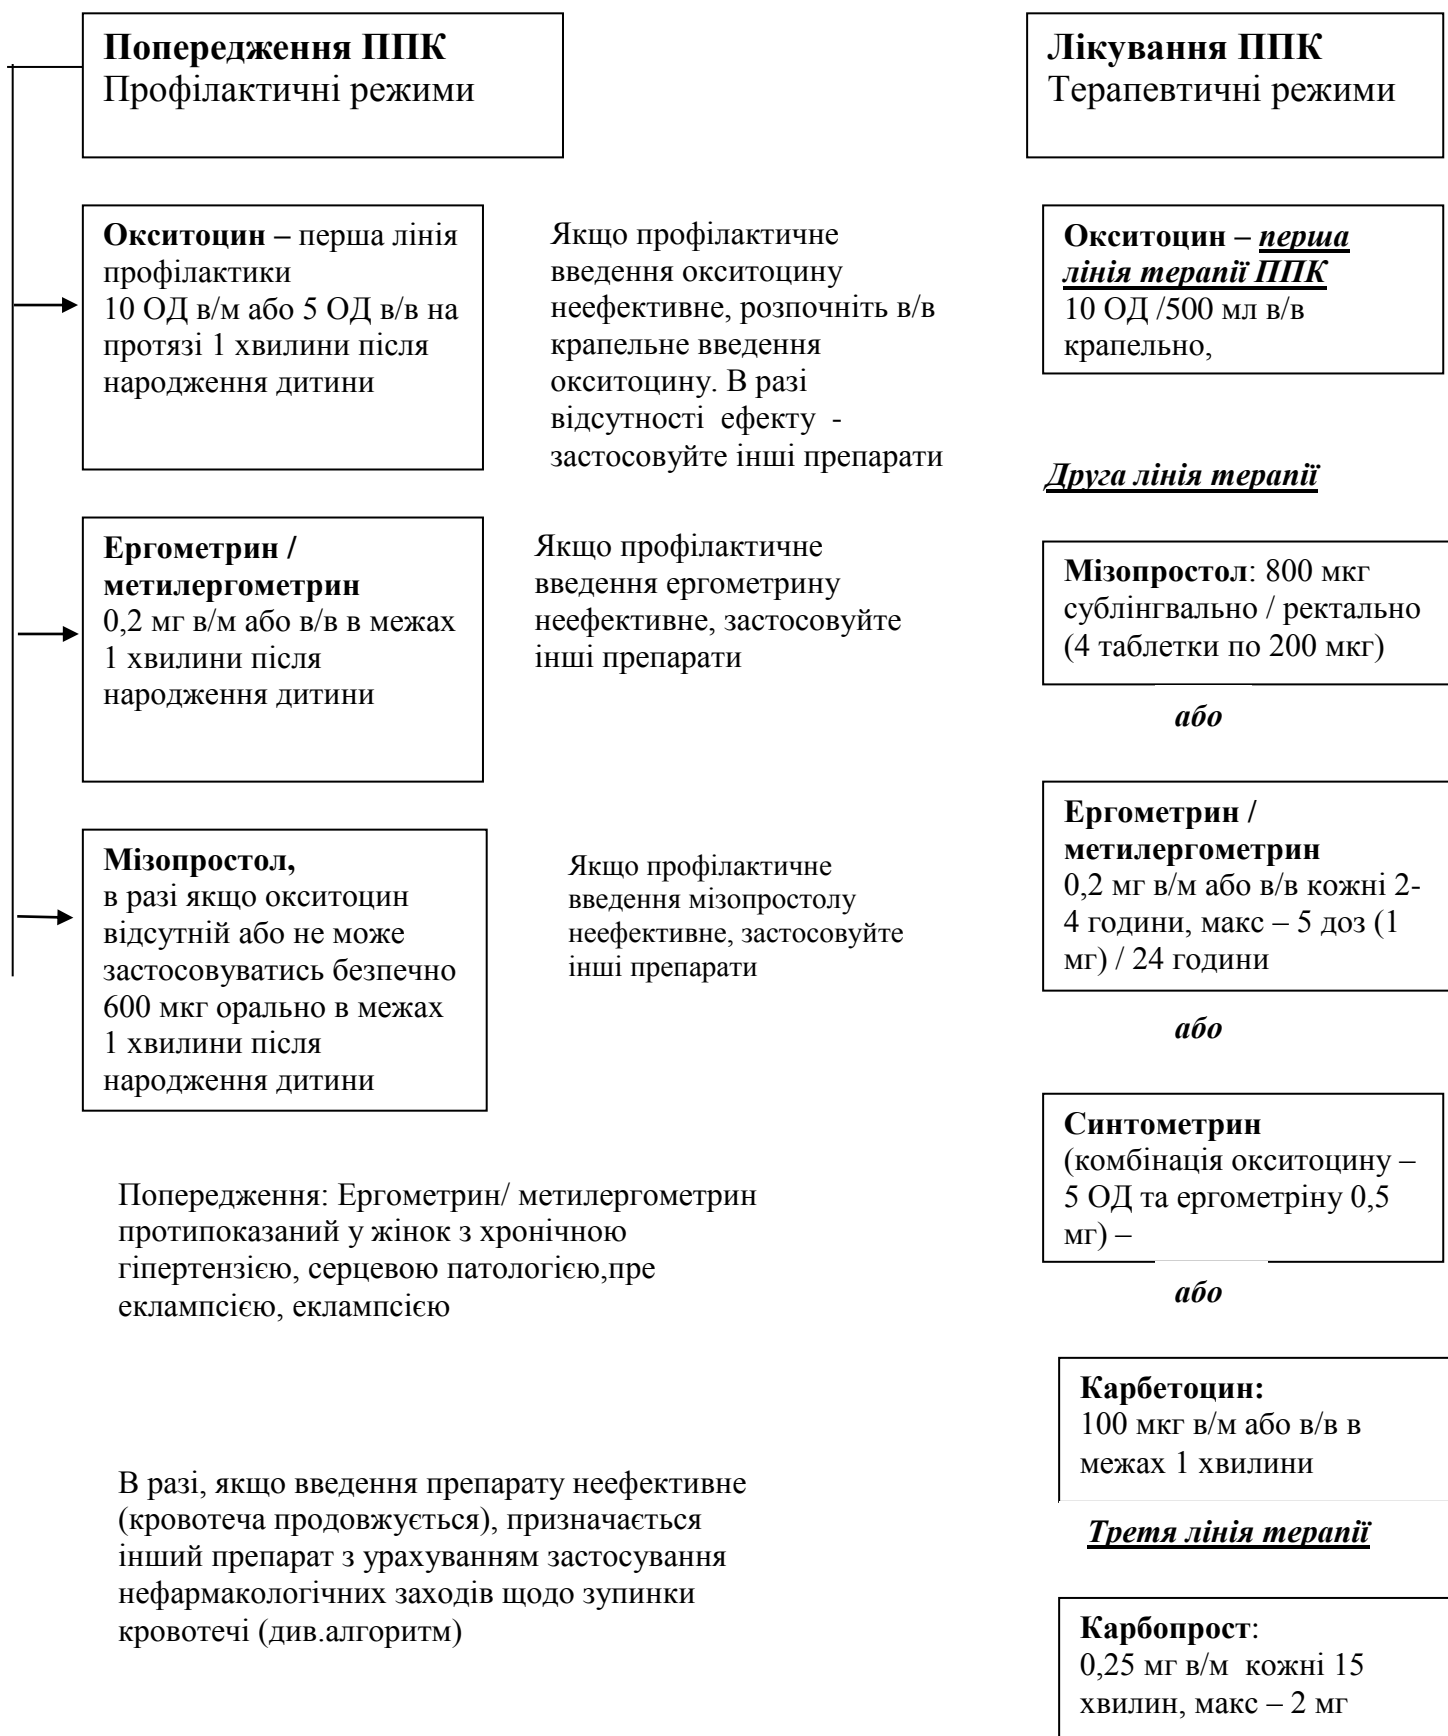 Попередження ППК
Профілактичні режими
Лікування ППК
Терапевтичні режими
Окситоцин – перша лінія
профілактики
10 ОД в/м або 5 ОД в/в на
протязі 1 хвилини після
народження дитини
Якщо профілактичне
введення окситоцину
неефективне, розпочніть в/в
крапельне введення
окситоцину. В разі
відсутності ефекту -
застосовуйте інші препарати
Окситоцин – перша
лінія терапії ППК
10 ОД /500 мл в/в
крапельно,
Друга лінія терапії
Ергометрин /
метилергометрин
0,2 мг в/м або в/в в межах
1 хвилини після
народження дитини
Якщо профілактичне
введення ергометрину
неефективне, застосовуйте
інші препарати
Мізопростол: 800 мкг
сублінгвально / ректально
(4 таблетки по 200 мкг)
або
Мізопростол,
в разі якщо окситоцин
відсутній або не може
застосовуватись безпечно
600 мкг орально в межах
1 хвилини після
народження дитини
Якщо профілактичне
введення мізопростолу
неефективне, застосовуйте
інші препарати
Ергометрин /
метилергометрин
0,2 мг в/м або в/в кожні 2-
4 години, макс – 5 доз (1
мг) / 24 години
або
Синтометрин
(комбінація окситоцину –
5 ОД та ергометріну 0,5
мг) –
або
Попередження: Ергометрин/ метилергометрин
протипоказаний у жінок з хронічною
гіпертензією, серцевою патологією,пре
еклампсією, еклампсією
Карбетоцин:
100 мкг в/м або в/в в
межах 1 хвилини
В разі, якщо введення препарату неефективне
(кровотеча продовжується), призначається
інший препарат з урахуванням застосування
нефармакологічних заходів щодо зупинки
кровотечі (див.алгоритм)
Третя лінія терапії
Карбопрост:
0,25 мг в/м кожні 15
хвилин, макс – 2 мг